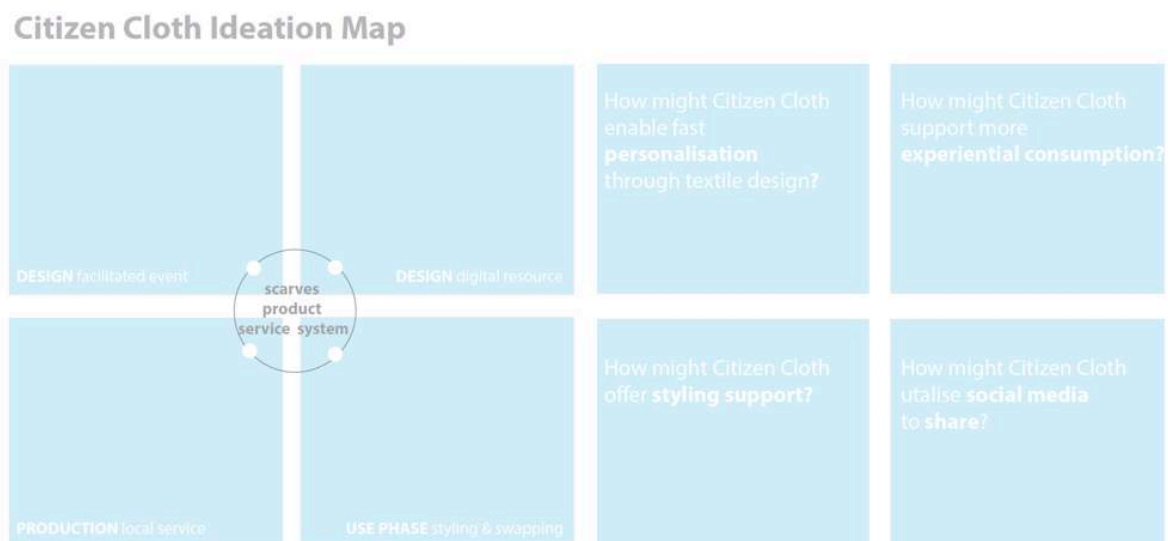 Citizen Cloth Ideation Map
DESIGN facilitated event
DESIGN digital resource
scarves
product
service system
PRODUCTION local service
USE PHASE styling & swapping
How might Citizen Cloth
enable fast
personalisation
through textile design?
How might Citizen Cloth
support more
experiential consumption?
How might Citizen Cloth
offer styling support?
How might Citizen Cloth
utalise social media
to share?